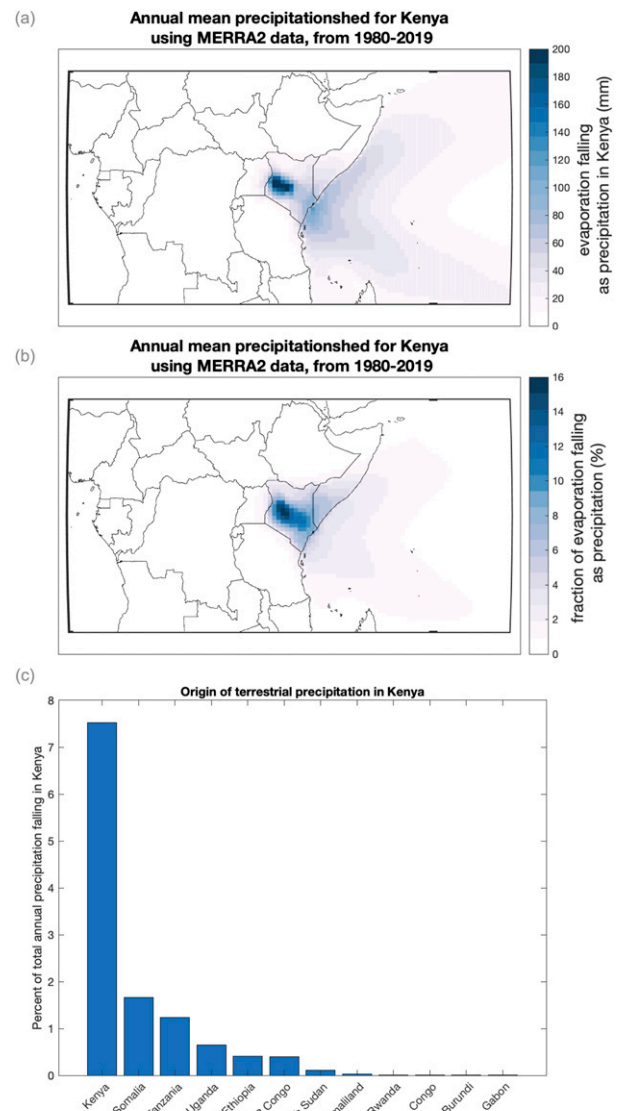 (a)
Annual mean precipitationshed for Kenya
using MERRA2 data, from 1980-2019
200
180
160
140
120
100
80
60
40
20
0
evaporation falling
as precipitation in Kenya (mm)
(b)
Annual mean precipitationshed for Kenya
using MERRA2 data, from 1980-2019
16
14
12
10
8
6
4
2
0
fraction of evaporation falling
as precipitation (%)
(c)
Origin of terrestrial precipitation in Kenya
Percent of total annual precipitation falling in Kenya
8
7
6
5
4
3
2
1
0
Kenya
Somalia
anzania
Uganda
Ethiopia
Congo
Sudan
naliland
Rwanda
Congo
Burundi
Gabon